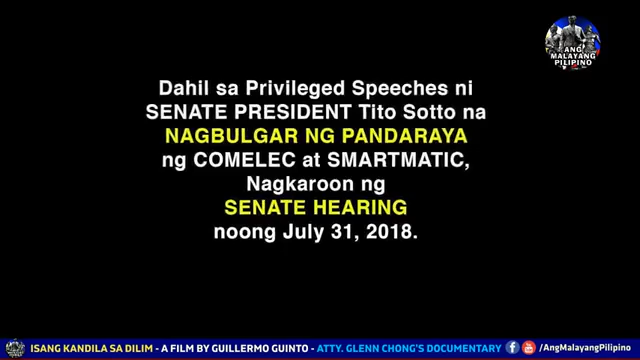 ANG
MALAYANG
PILIPINO
Dahil sa Privileged Speeches ni
SENATE PRESIDENT Tito Sotto na
NAGBULGAR NG PANDARAYA
ng COMELEC at SMARTMATIC,
Nagkaroon ng
SENATE HEARING
noong July 31, 2018.
ISANG KANDILA SA DILIM - A FILM BY GUILLERMO GUINTO - ATTY. GLENN CHONG'S DOCUMENTARY /AngMalayangPilipino